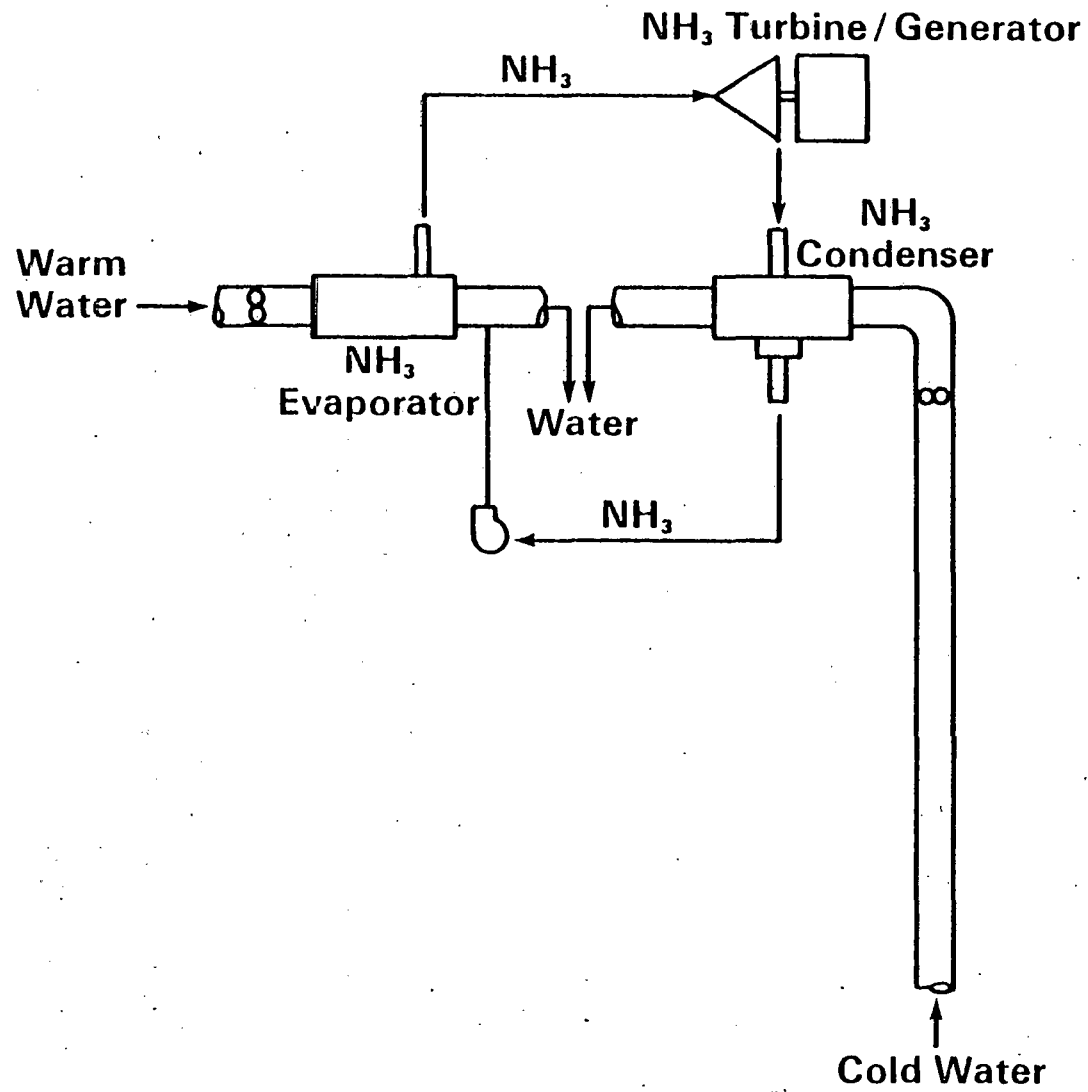 NH₃ Turbine / Generator
NH₃
NH₃
Condenser
Warm
Water
NH₃
Evaporator
Water
NH₃
Cold Water